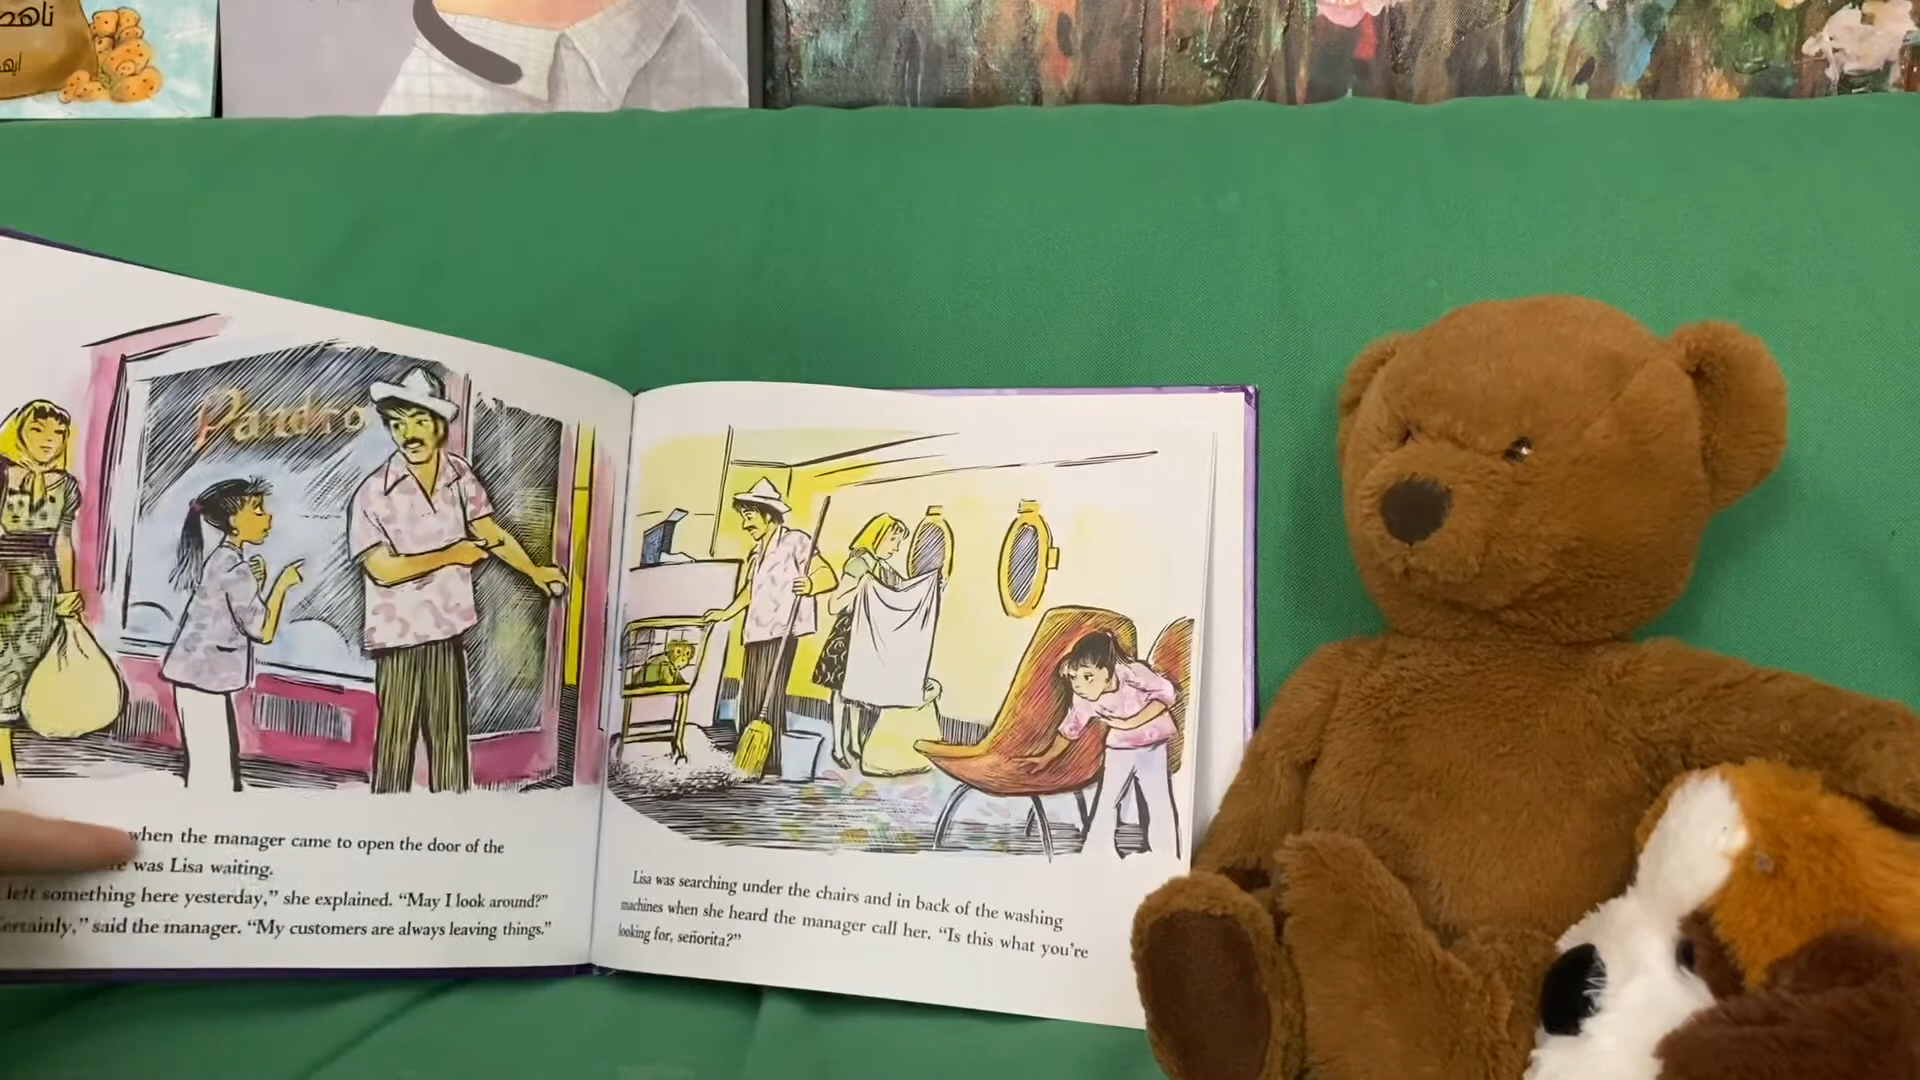 ناهد
when the manager came to open the door of the
was Lisa waiting.
left something here yesterday,” she explained. “May I look around?”
ertainly,” said the manager. “My customers are always leaving things.”
Lisa was searching under the chairs and in back of the washing
machines when she heard the manager call her. “Is this what you’re
looking for, señorita?”